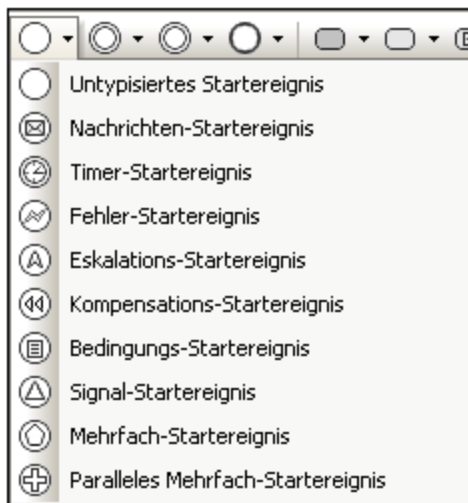 Untypisiertes Startereignis
Nachrichten-Startereignis
Timer-Startereignis
Fehler-Startereignis
Eskalations-Startereignis
Kompensations-Startereignis
Bedingungs-Startereignis
Signal-Startereignis
Mehrfach-Startereignis
Paralleles Mehrfach-Startereignis